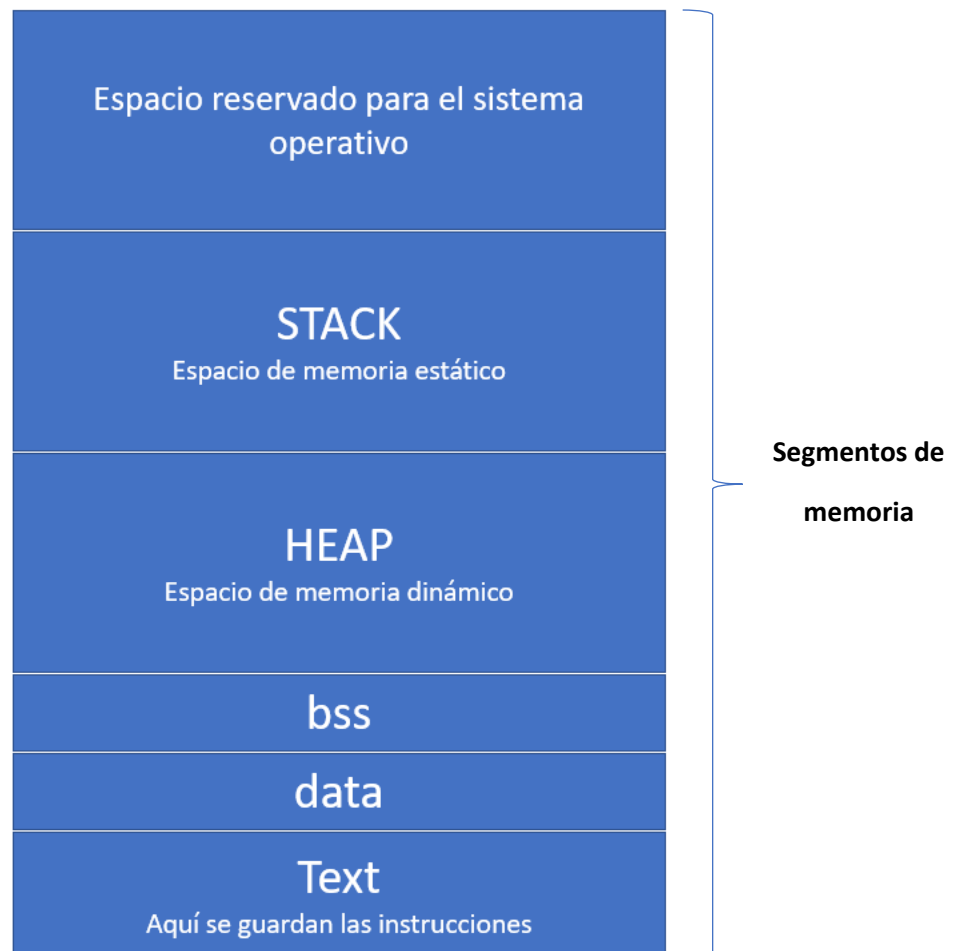 Espacio reservado para el sistema
operativo
STACK
Espacio de memoria estático
HEAP
Espacio de memoria dinámico
bss
data
Text
Aquí se guardan las instrucciones
Segmentos de
memoria